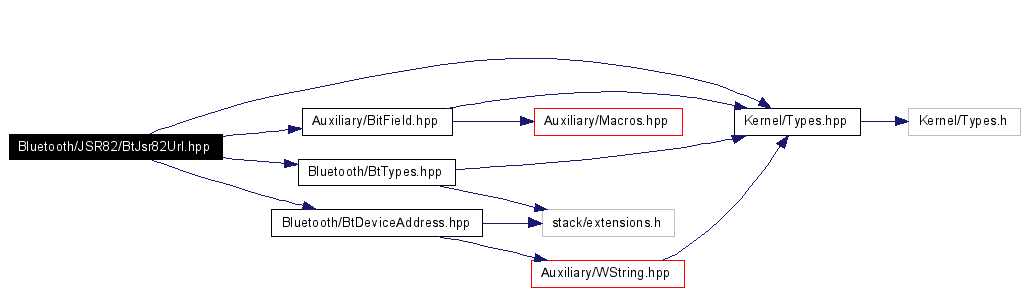 Auxiliary/BitField.hpp
Auxiliary/Macros.hpp
Kernel/Types.hpp
Kernel/Types.h
Bluetooth/JSR82/BtJsr82Url.hpp
Bluetooth/BtTypes.hpp
Bluetooth/BtDeviceAddress.hpp
stack/extensions.h
Auxiliary/WString.hpp